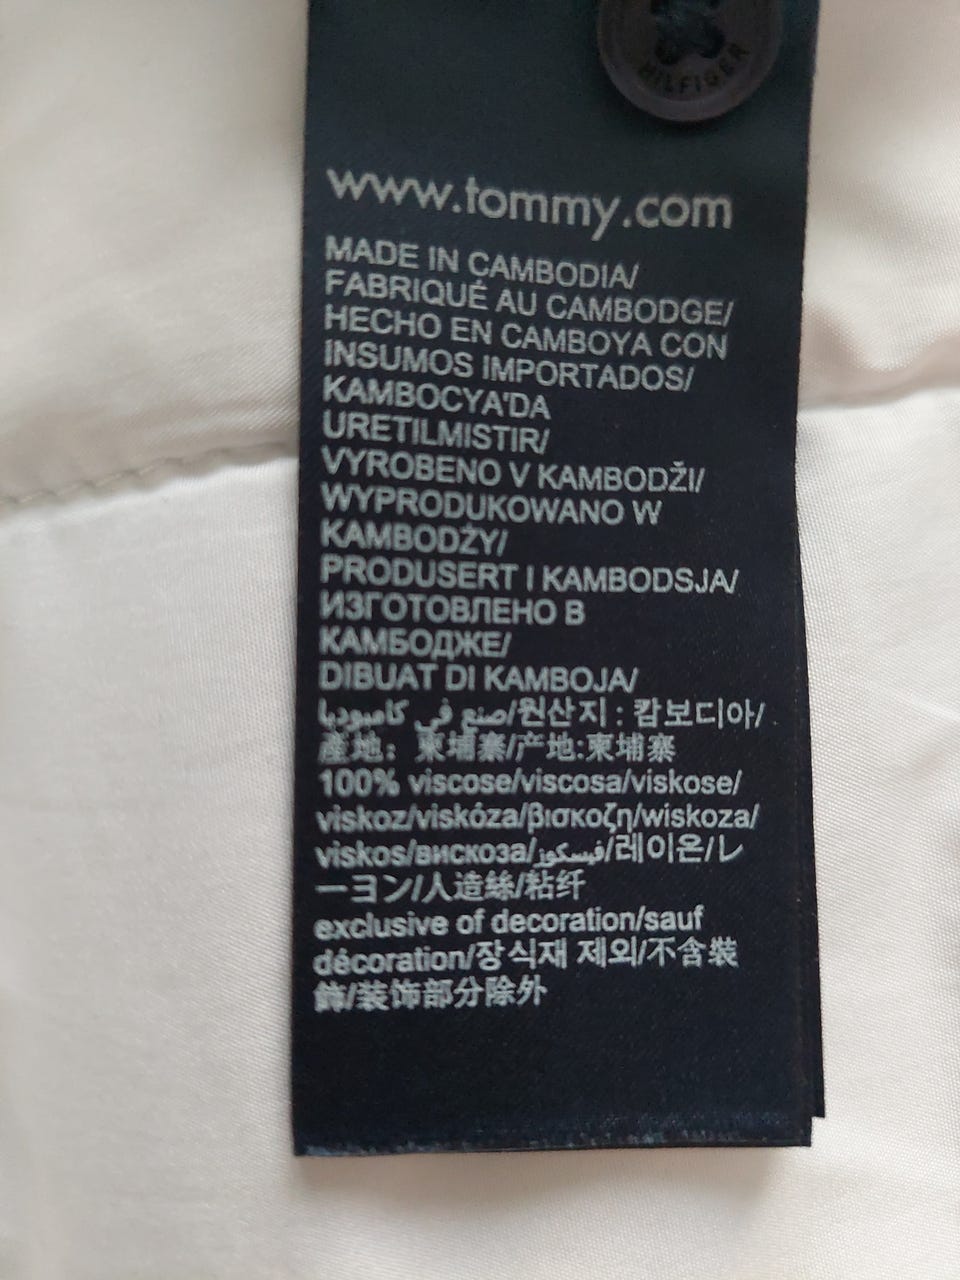 HILFIGER
www.tommy.com
MADE IN CAMBODIA/
FABRIQUÉ AU CAMBODGE/
HECHO EN CAMBOYA CON
INSUMOS IMPORTADOS/
KAMBOCYA'DA
URETILMISTIR/
VYROBENO V KAMBODŽI/
WYPRODUKOWANO W
KAMBODŻY/
PRODUSERT I KAMBODSJA/
ИЗГОТОВЛЕНО В
КАМБОДЖЕ/
DIBUAT DI KAMBOJA/
صنع في كامبوديا/원산지 : 캄보디아/
產地: 柬埔寨/产地:柬埔寨
100% viscose/viscosa/viskose/
viskoz/viskóza/βισκοζη/wiskoza/
viskos/вискоза/فيسكوز/레이온/レ
ーヨン/人造絲/粘纤
exclusive of decoration/sauf
décoration/장식재 제외/不含裝
飾/装饰部分除外